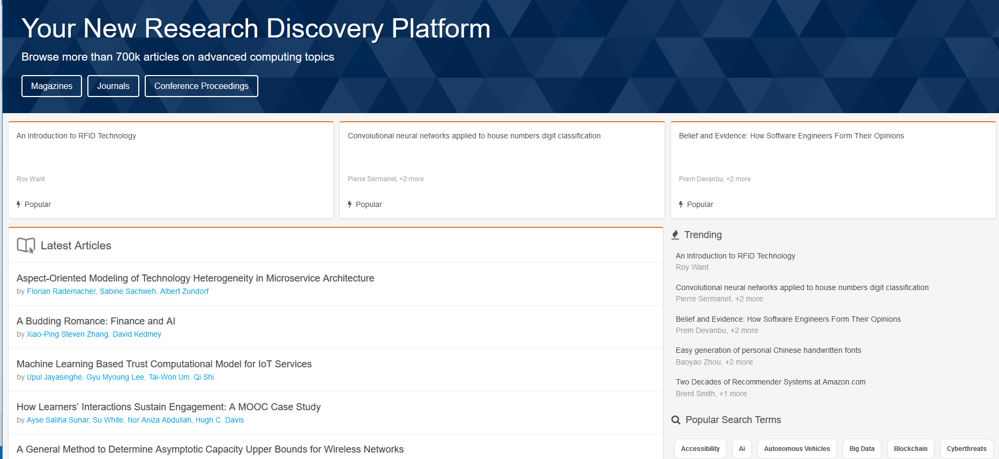 Your New Research Discovery Platform
Browse more than 700k articles on advanced computing topics
Magazines
Journals
Conference Proceedings
An Introduction to RFID Technology
Roy Want
Popular
Convolutional neural networks applied to house numbers digit classification
Pierre Sermanet, +2 more
Popular
Belief and Evidence: How Software Engineers Form Their Opinions
Prem Devanbu, +2 more
Popular
Latest Articles
Aspect-Oriented Modeling of Technology Heterogeneity in Microservice Architecture
by Florian Rademacher, Sabine Sachweh, Albert Zundorf
A Budding Romance: Finance and AI
by Xiao-Ping Steven Zhang, David Kedmey
Machine Learning Based Trust Computational Model for IoT Services
by Upul Jayasinghe, Gyu Myoung Lee, Tai-Won Um, Qi Shi
How Learners’ Interactions Sustain Engagement: A MOOC Case Study
by Ayse Saliha Sunar, Su White, Nor Aniza Abdullah, Hugh C. Davis
A General Method to Determine Asymptotic Capacity Upper Bounds for Wireless Networks
Trending
An Introduction to RFID Technology
Roy Want
Convolutional neural networks applied to house numbers digit classification
Pierre Sermanet, +2 more
Belief and Evidence: How Software Engineers Form Their Opinions
Prem Devanbu, +2 more
Easy generation of personal Chinese handwritten fonts
Baoyao Zhou, +2 more
Two Decades of Recommender Systems at Amazon.com
Brent Smith, +1 more
Popular Search Terms
Accessibility
Ai
Autonomous Vehicles
Big Data
Blockchain
Cyberthreats